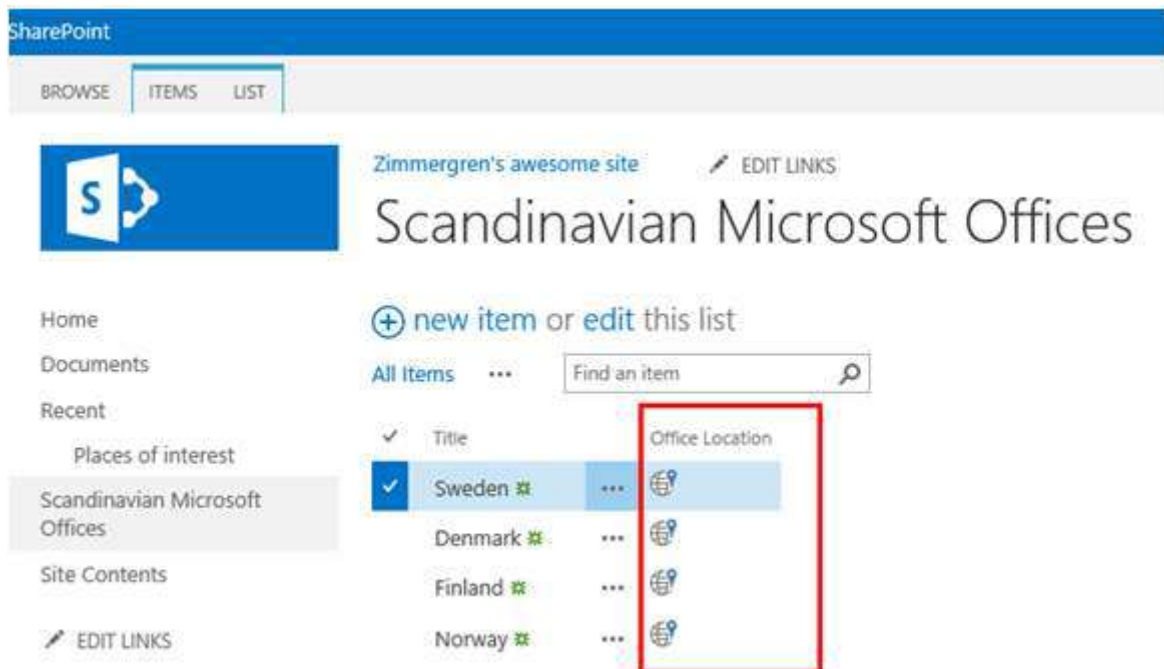 SharePoint
BROWSE ITEMS LIST
S
Zimmergren's awesome site EDIT LINKS
Scandinavian Microsoft Offices
Home
Documents
Recent
Places of interest
Scandinavian Microsoft
Offices
Site Contents
EDIT LINKS
new item or edit this list
All Items ... Find an item
Title Office Location
Sweden ...
Denmark ...
Finland ...
Norway ...